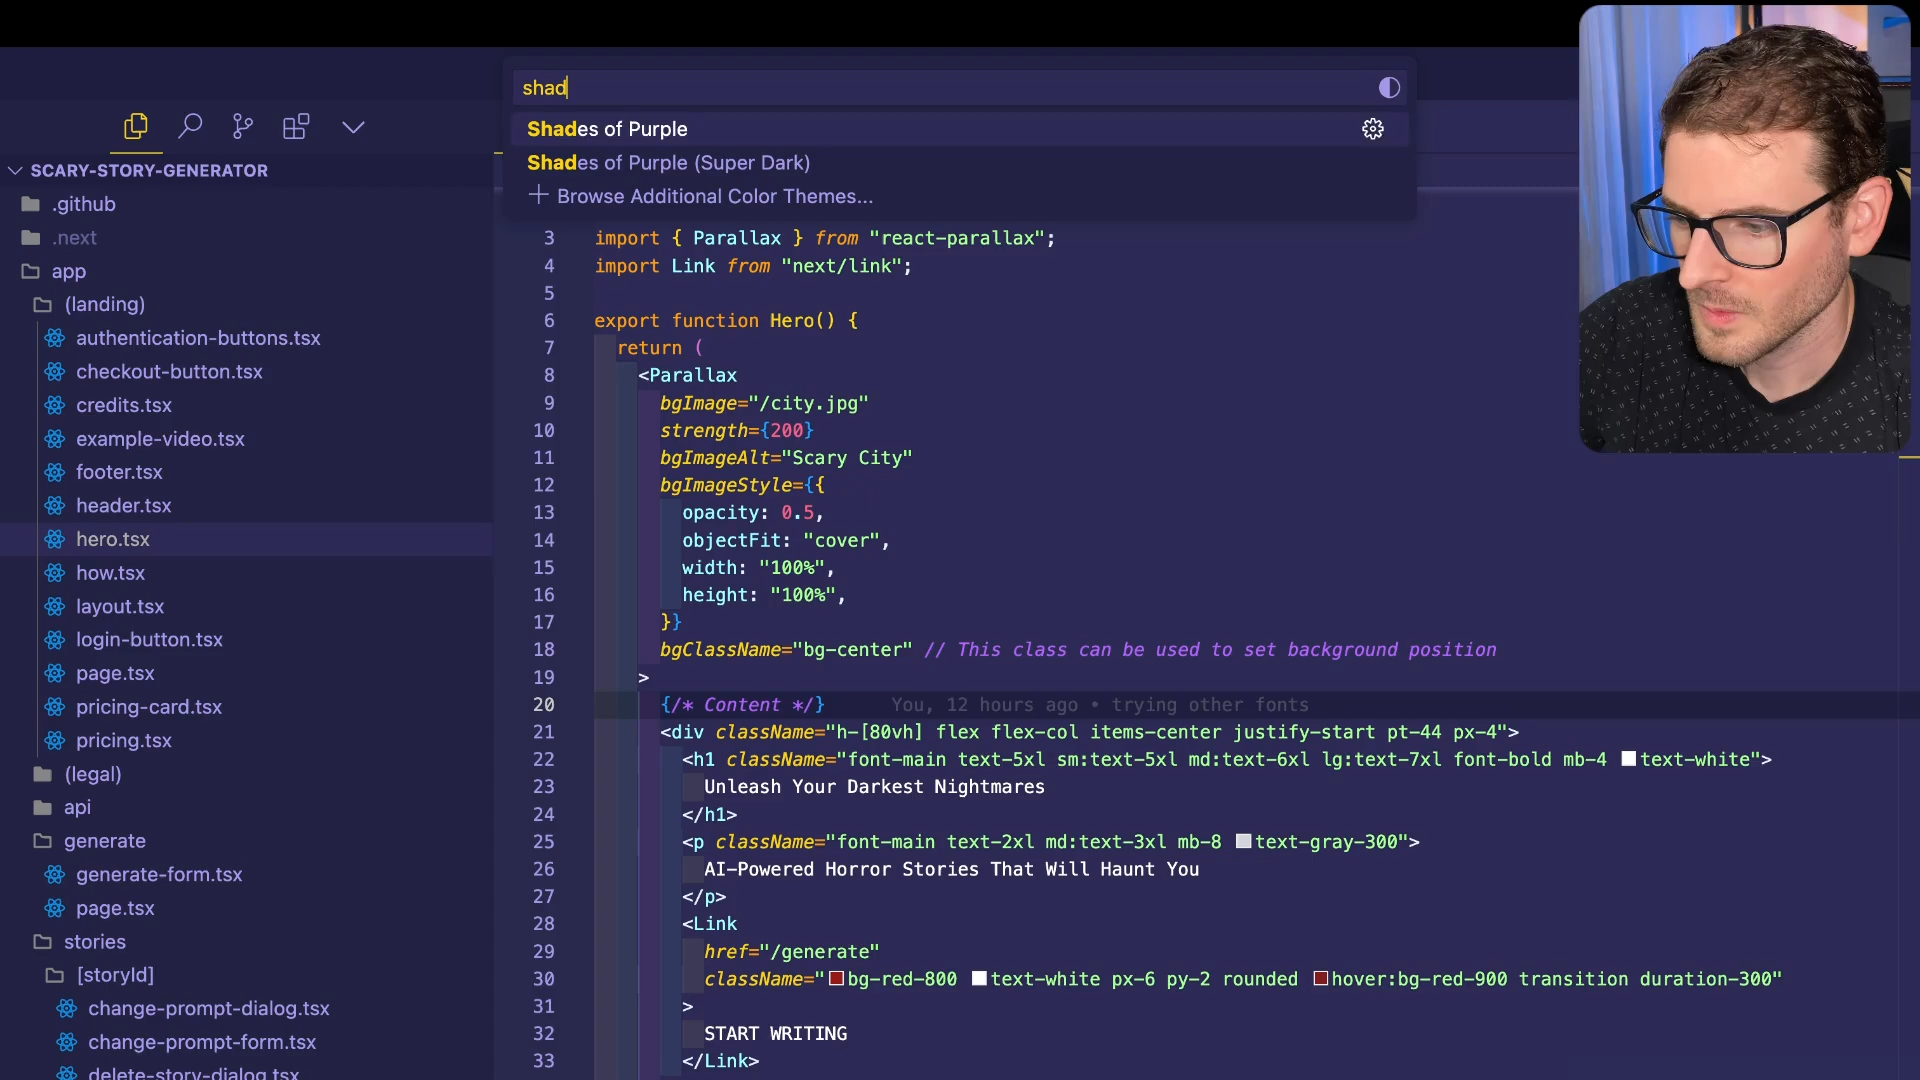 shad
Shades of Purple
Shades of Purple (Super Dark)
Browse Additional Color Themes...
SCARY-STORY-GENERATOR
.github
.next
app
(landing)
authentication-buttons.tsx
checkout-button.tsx
credits.tsx
example-video.tsx
footer.tsx
header.tsx
hero.tsx
how.tsx
layout.tsx
login-button.tsx
page.tsx
pricing-card.tsx
pricing.tsx
(legal)
api
generate
generate-form.tsx
page.tsx
stories
[storyId]
change-prompt-dialog.tsx
change-prompt-form.tsx
delete-story-dialog.tsx
3 import { Parallax } from "react-parallax";
4 import Link from "next/link";
5
6 export function Hero() {
7 return (
8 <Parallax
9 bgImage="/city.jpg"
10 strength={200}
11 bgImageAlt="Scary City"
12 bgImageStyle={{
13 opacity: 0.5,
14 objectFit: "cover",
15 width: "100%",
16 height: "100%",
17 }}
18 bgClassName="bg-center" // This class can be used to set background position
19 >
20 {/* Content */} You, 12 hours ago • trying other fonts
21 <div className="h-[80vh] flex flex-col items-center justify-start pt-44 px-4">
22 <h1 className="font-main text-5xl sm:text-5xl md:text-6xl lg:text-7xl font-bold mb-4 text-white">
23 Unleash Your Darkest Nightmares
24 </h1>
25 <p className="font-main text-2xl md:text-3xl mb-8 text-gray-300">
26 AI-Powered Horror Stories That Will Haunt You
27 </p>
28 <Link
29 href="/generate"
30 className="bg-red-800 text-white px-6 py-2 rounded hover:bg-red-900 transition duration-300"
31 >
32 START WRITING
33 </Link>